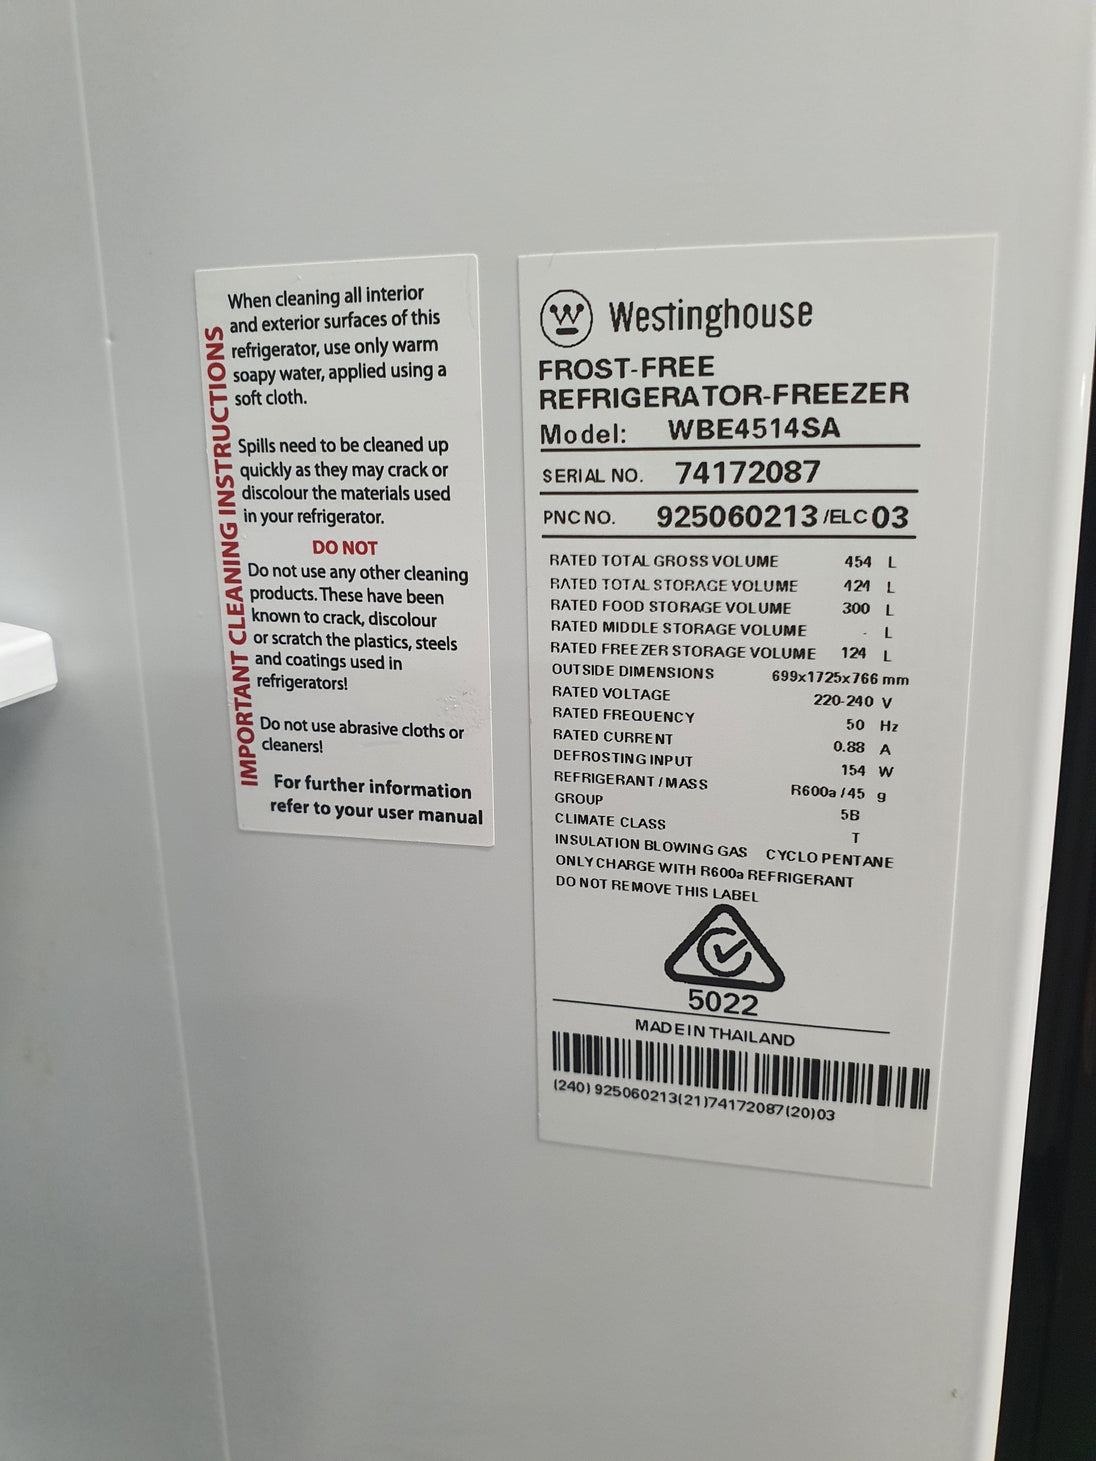 IMPORTANT CLEANING INSTRUCTIONS
When cleaning all interior
and exterior surfaces of this
refrigerator, use only warm
soapy water, applied using a
soft cloth.
Spills need to be cleaned up
quickly as they may crack or
discolour the materials used
in your refrigerator.
DO NOT
Do not use any other cleaning
products. These have been
known to crack, discolour
or scratch the plastics, steels
and coatings used in
refrigerators!
Do not use abrasive cloths or
cleaners!
For further information
refer to your user manual
Westinghouse
FROST-FREE
REFRIGERATOR-FREEZER
Model: WBE4514SA
SERIAL NO. 74172087
PNC NO. 925060213 /ELC 03
RATED TOTAL GROSS VOLUME 454 L
RATED TOTAL STORAGE VOLUME 424 L
RATED FOOD STORAGE VOLUME 300 L
RATED MIDDLE STORAGE VOLUME - L
RATED FREEZER STORAGE VOLUME 124 L
OUTSIDE DIMENSIONS 699x1725x766 mm
RATED VOLTAGE 220-240 V
RATED FREQUENCY 50 Hz
RATED CURRENT 0.88 A
DEFROSTING INPUT 154 W
REFRIGERANT / MASS R600a / 45 g
GROUP 5B
CLIMATE CLASS T
INSULATION BLOWING GAS CYCLO PENTANE
ONLY CHARGE WITH R600a REFRIGERANT
DO NOT REMOVE THIS LABEL
5022
MADE IN THAILAND
(240) 925060213(21)74172087(20)03